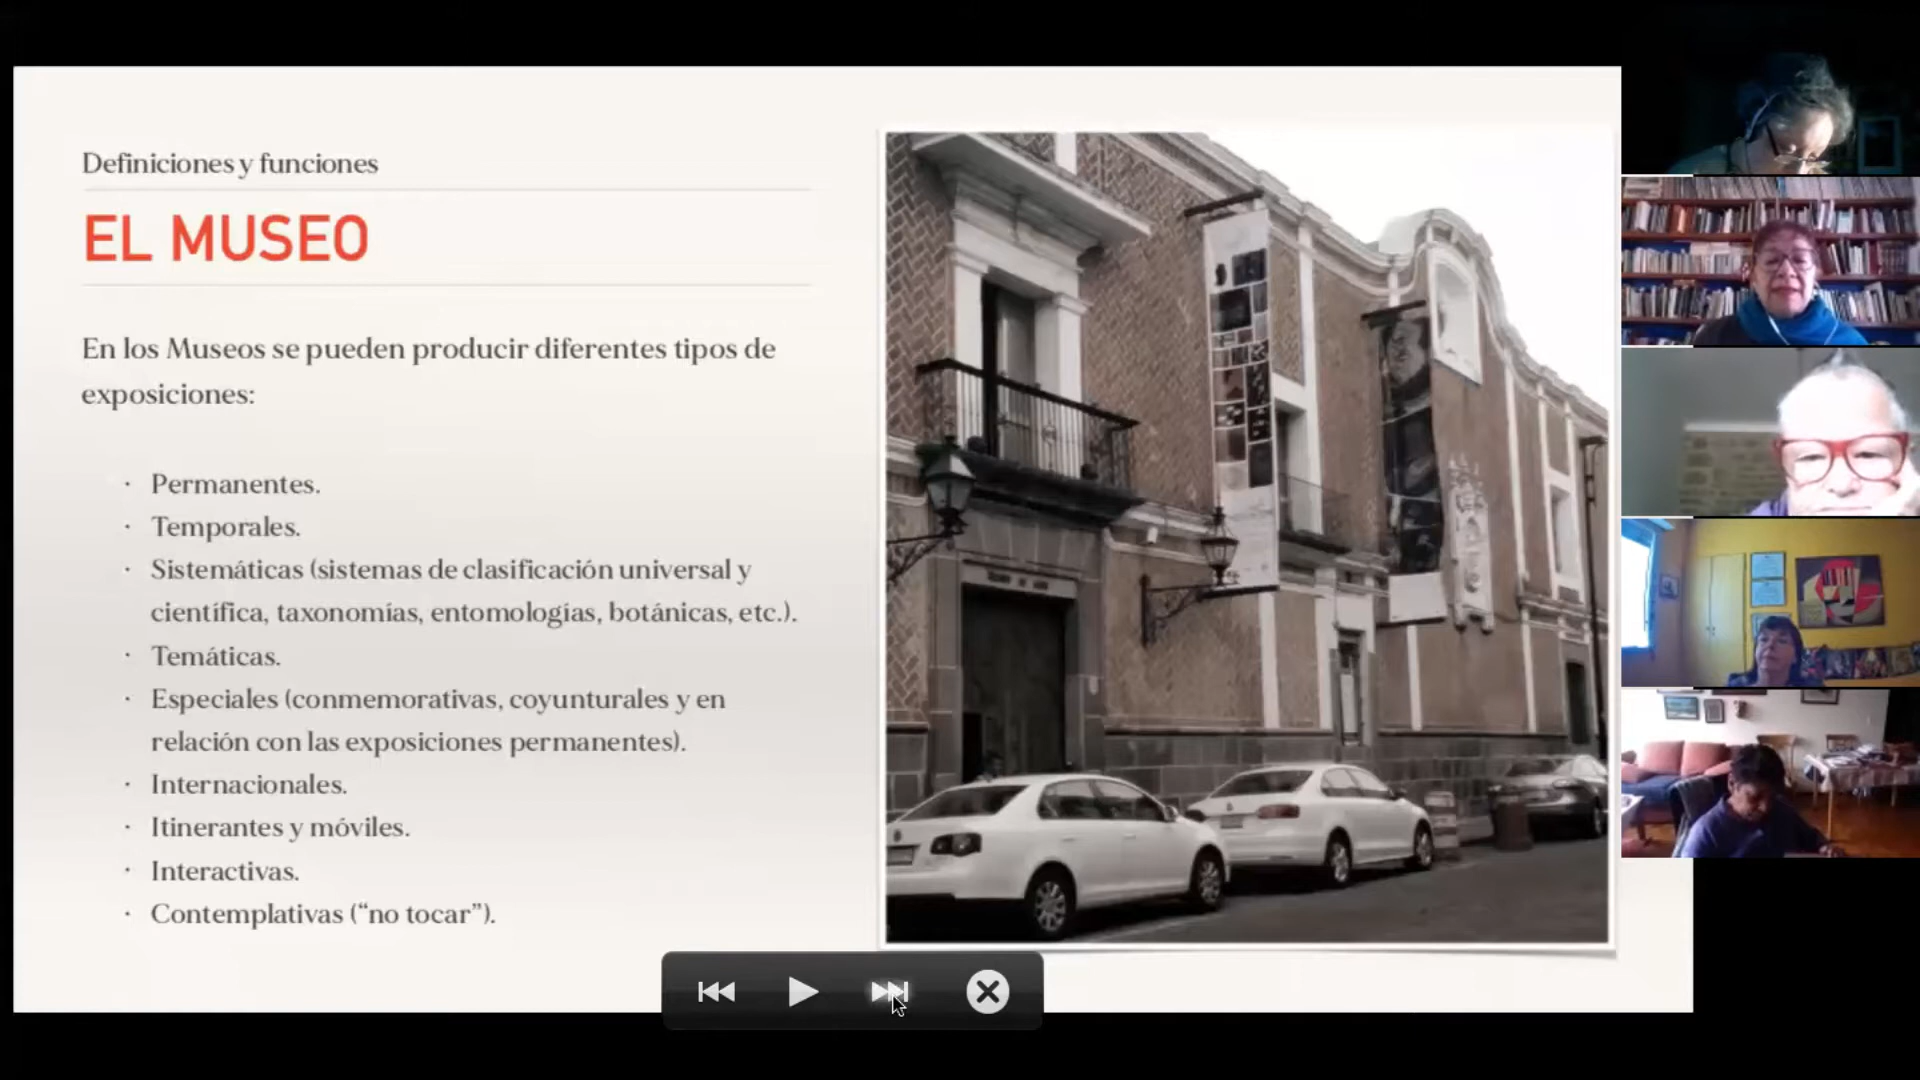 Definiciones y funciones
EL MUSEO
En los Museos se pueden producir diferentes tipos de
exposiciones:
· Permanentes.
· Temporales.
· Sistemáticas (sistemas de clasificación universal y
científica, taxonomías, entomologías, botánicas, etc.).
· Temáticas.
· Especiales (conmemorativas, coyunturales y en
relación con las exposiciones permanentes).
· Internacionales.
· Itinerantes y móviles.
· Interactivas.
· Contemplativas (“no tocar”).